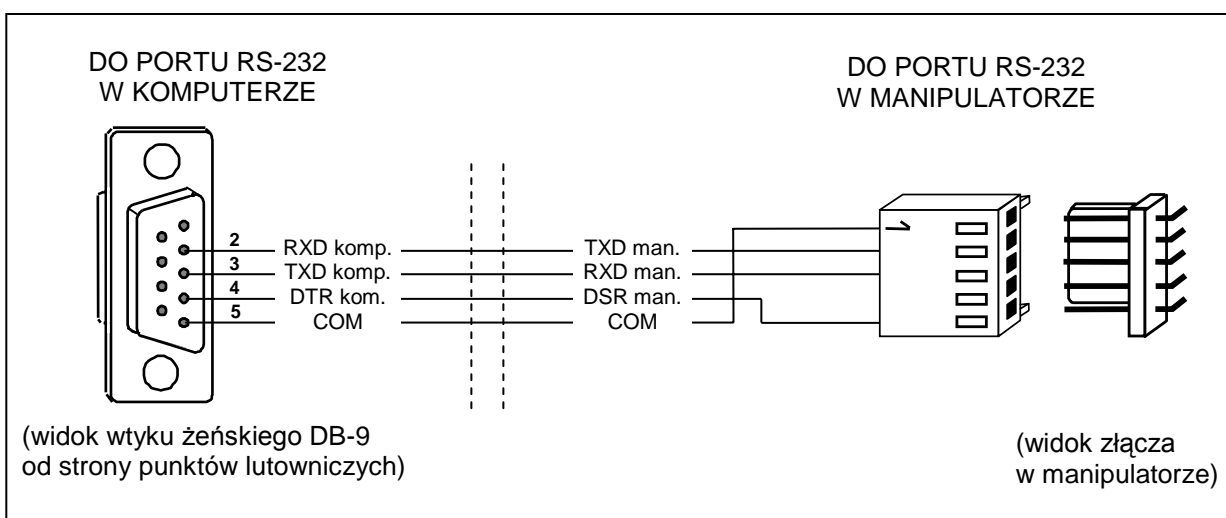 DO PORTU RS-232
W KOMPUTERZE
DO PORTU RS-232
W MANIPULATORZE
2 RXD komp. TXD man.
3 TXD komp. RXD man.
4 DTR kom. DSR man.
5 COM COM
(widok wtyku żeńskiego DB-9
od strony punktów lutowniczych)
(widok złącza
w manipulatorze)